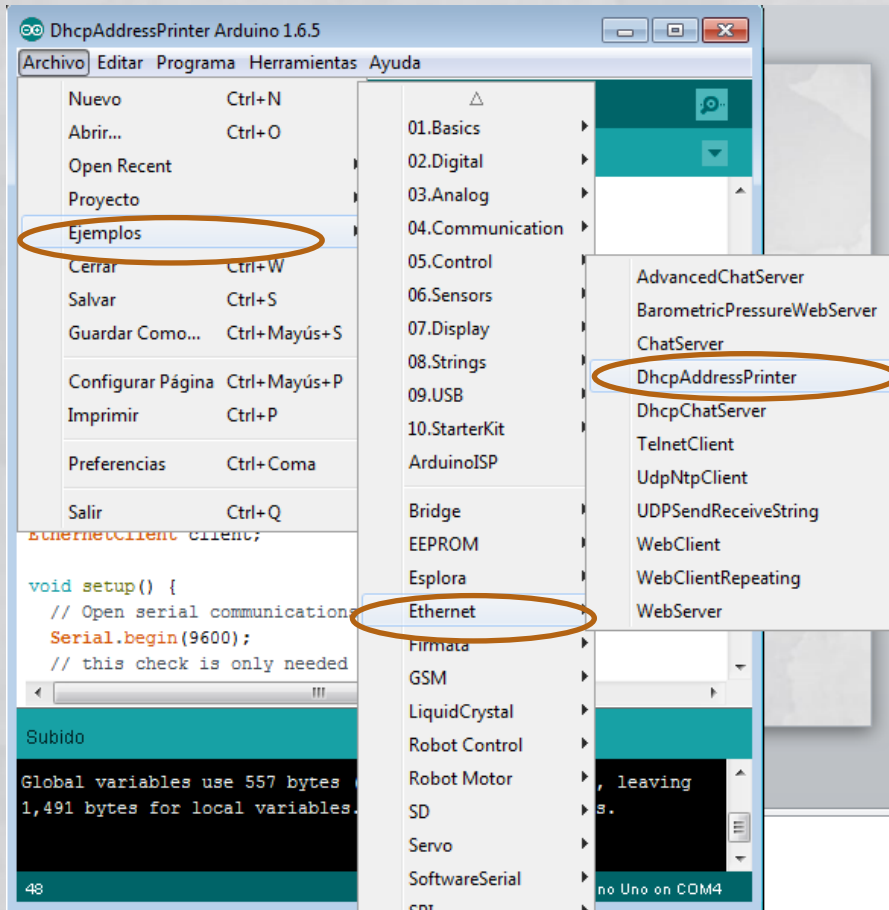 DhcpAddressPrinter Arduino 1.6.5
Archivo Editar Programa Herramientas Ayuda
Nuevo Ctrl+N
Abrir... Ctrl+O
Open Recent
Proyecto
Ejemplos
Cerrar Ctrl+W
Salvar Ctrl+S
Guardar Como... Ctrl+Mayús+S
Configurar Página Ctrl+Mayús+P
Imprimir Ctrl+P
Preferencias Ctrl+Coma
Salir Ctrl+Q
01.Basics
02.Digital
03.Analog
04.Communication
05.Control
06.Sensors
07.Display
08.Strings
09.USB
10.StarterKit
ArduinoISP
Bridge
EEPROM
Esplora
Ethernet
Firmata
GSM
LiquidCrystal
Robot Control
Robot Motor
SD
Servo
SoftwareSerial
SPI
AdvancedChatServer
BarometricPressureWebServer
ChatServer
DhcpAddressPrinter
DhcpChatServer
TelnetClient
UdpNtpClient
UDPSendReceiveString
WebClient
WebClientRepeating
WebServer
EthernetClient client;
void setup() {
// Open serial communications
Serial.begin(9600);
// this check is only needed
Subido
Global variables use 557 bytes ( , leaving
1,491 bytes for local variables. s.
48 no Uno on COM4